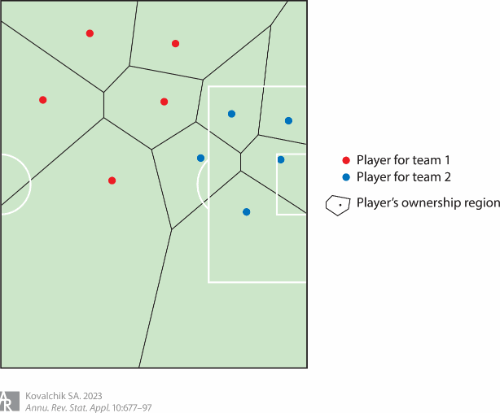 Player for team 1
Player for team 2
Player's ownership region
AR
Kovalchik SA. 2023
Annu. Rev. Stat. Appl. 10:677–97